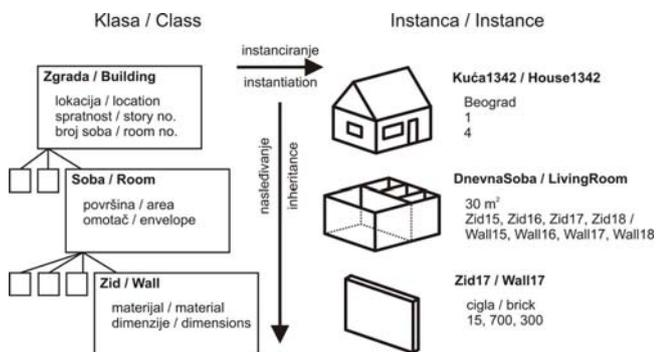 Klasa / Class
Instanca / Instance
instanciranje
instantiation
nasleđivanje
inheritance
Zgrada / Building
lokacija / location
spratnost / story no.
broj soba / room no.
Soba / Room
površina / area
omotač / envelope
Zid / Wall
materijal / material
dimenzije / dimensions
Kuća1342 / House1342
Beograd
1
4
DnevnaSoba / LivingRoom
30 m²
Zid15, Zid16, Zid17, Zid18 /
Wall15, Wall16, Wall17, Wall18
Zid17 / Wall17
cigla / brick
15, 700, 300